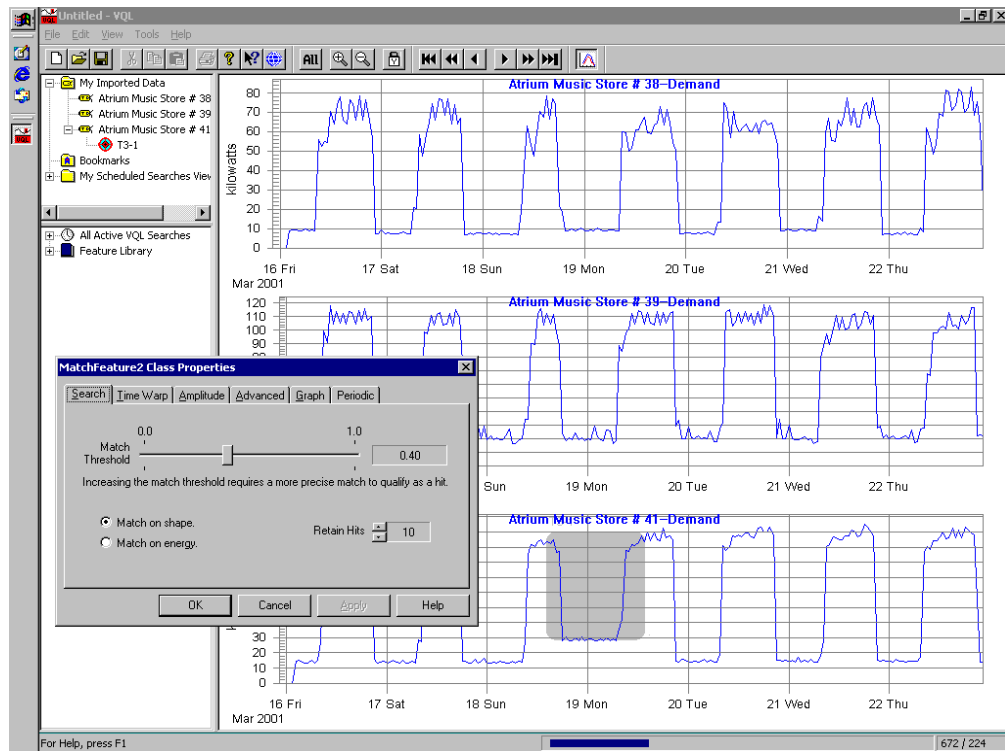 Untitled - VQL
File Edit View Tools Help
All
My Imported Data
Atrium Music Store # 38
Atrium Music Store # 39
Atrium Music Store # 41
T3-1
Bookmarks
My Scheduled Searches View
All Active VQL Searches
Feature Library
Atrium Music Store # 38-Demand
kilowatts
80
70
60
50
40
30
20
10
0
16 Fri 17 Sat 18 Sun 19 Mon 20 Tue 21 Wed 22 Thu
Mar 2001
Atrium Music Store # 39-Demand
120
110
100
90
Sun 19 Mon 20 Tue 21 Wed 22 Thu
MatchFeature2 Class Properties
Search Time Warp Amplitude Advanced Graph Periodic
0.0 1.0
Match Threshold 0.40
Increasing the match threshold requires a more precise match to qualify as a hit.
Match on shape.
Match on energy.
Retain Hits 10
OK Cancel Apply Help
Atrium Music Store # 41-Demand
30
20
10
0
16 Fri 17 Sat 18 Sun 19 Mon 20 Tue 21 Wed 22 Thu
Mar 2001
For Help, press F1
672 / 224